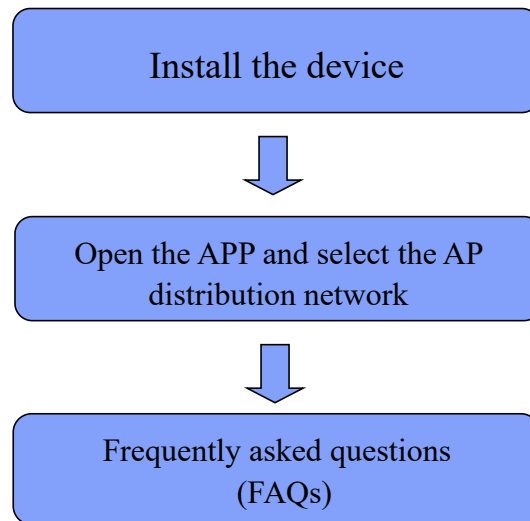 Install the device
Open the APP and select the AP
distribution network
Frequently asked questions
(FAQs)